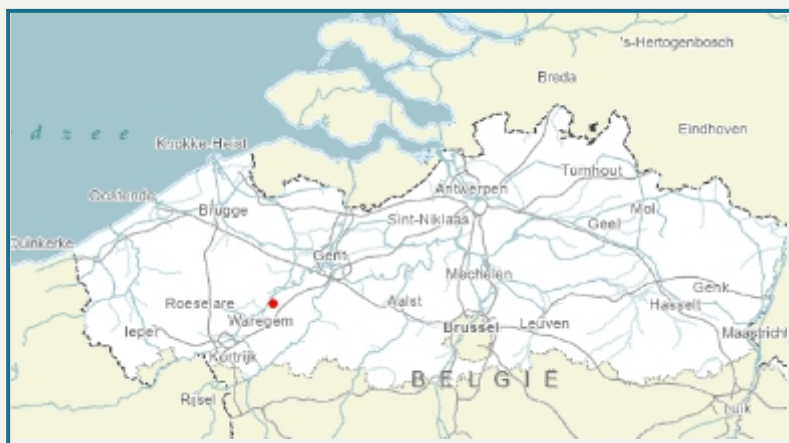 's-Hertogenbosch
Breda
Eindhoven
d z e e
Knokke-Heist
Turnhout
Antwerpen
Oostende
Brugge
Mol
Sint-Niklaas
Geel
Duinkerke
Gent
Mechelen
Genk
Roeselare
Aalst
Hasselt
Waregem
Ieper
Brussel
Leuven
Maastricht
Kortrijk
BELGIË
Rijsel
Luik